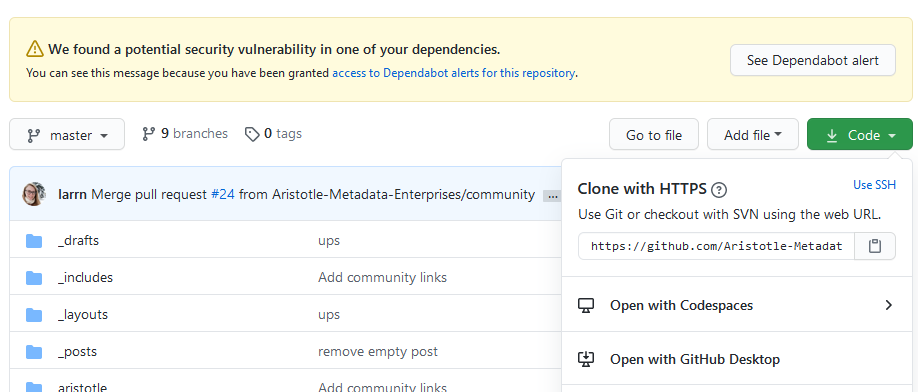 We found a potential security vulnerability in one of your dependencies.
You can see this message because you have been granted access to Dependabot alerts for this repository.
See Dependabot alert
master
9 branches
0 tags
Go to file
Add file
Code
larrn Merge pull request #24 from Aristotle-Metadata-Enterprises/community ...
Clone with HTTPS ?
Use SSH
Use Git or checkout with SVN using the web URL.
https://github.com/Aristotle-Metadat
_drafts
ups
_includes
Add community links
_layouts
ups
Open with Codespaces
_posts
remove empty post
Open with GitHub Desktop
aristotle
Add community links